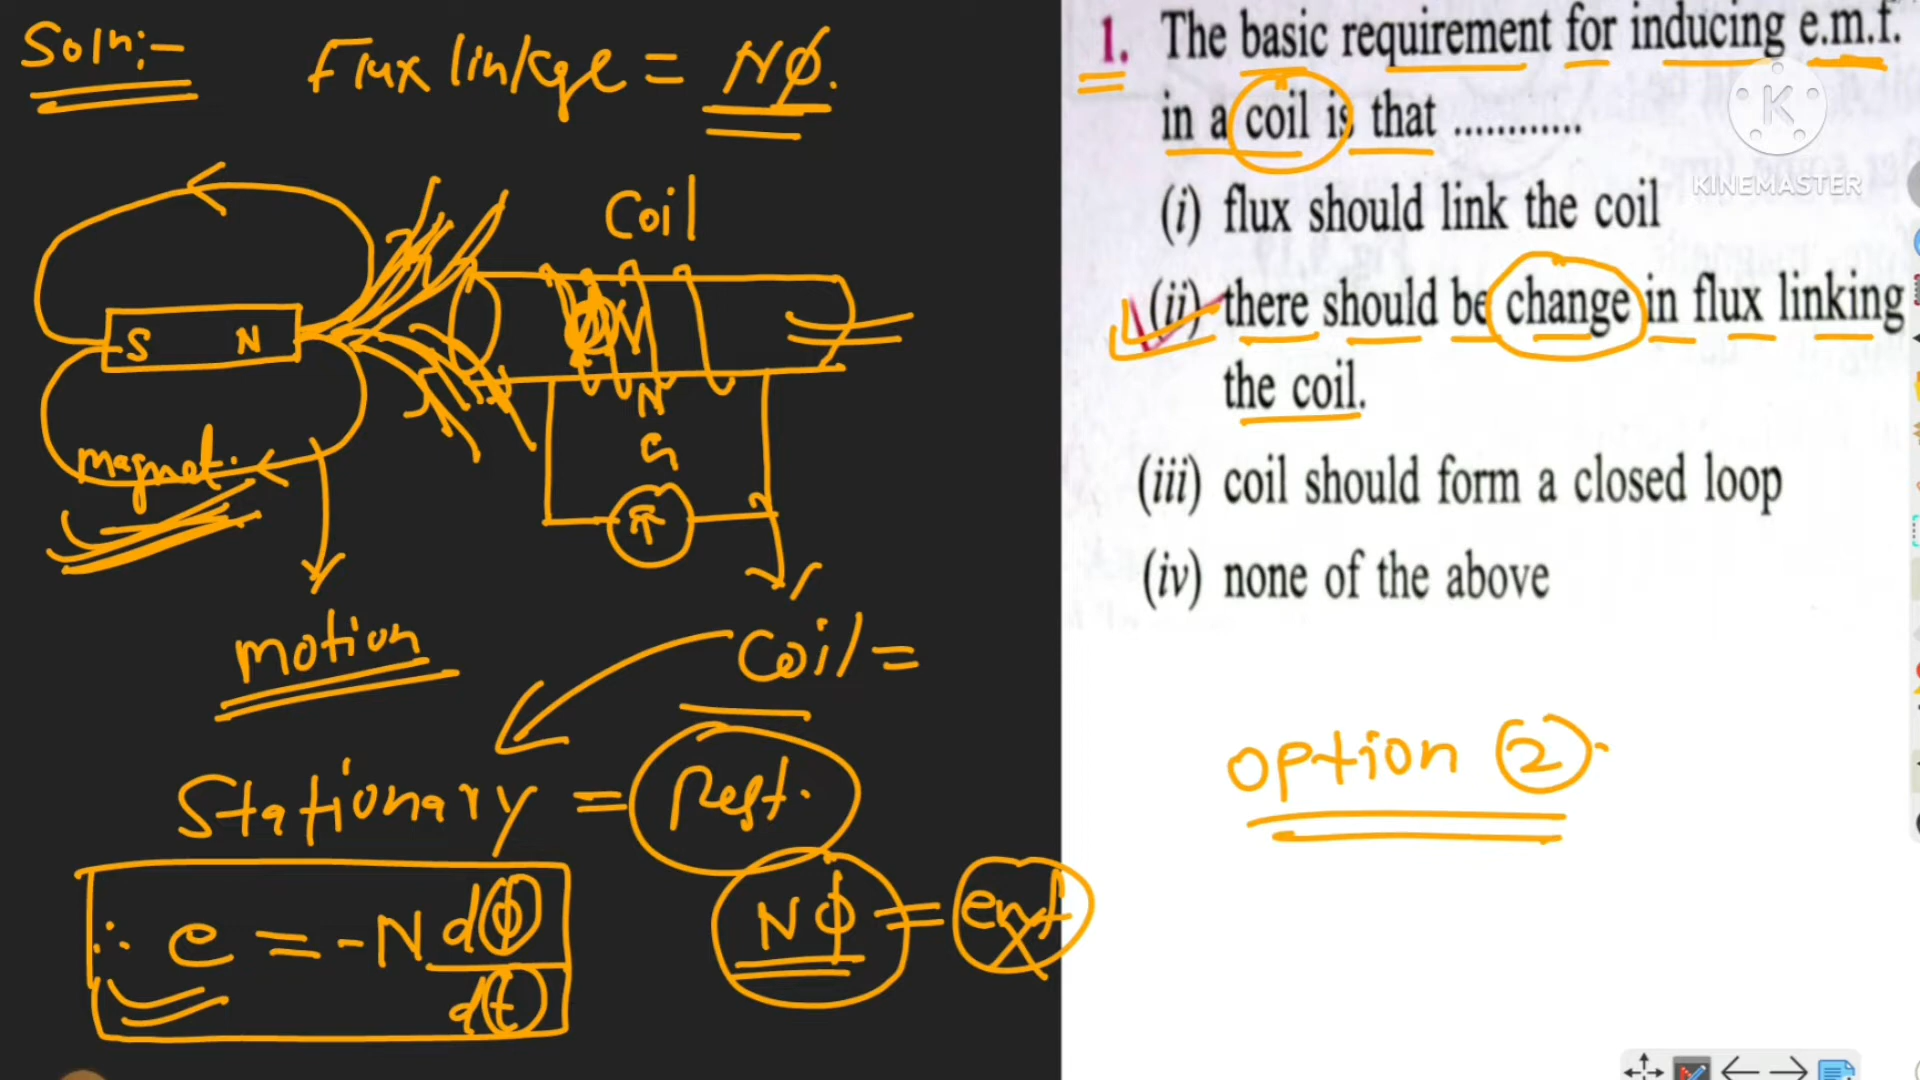 Soln:-
Flux linkage = Nϕ.
Coil
S N
N
G
magnet.
motion
Coil =
Stationary = Rest.
Nϕ = emf
∴ e = -N dϕ/dt
1. The basic requirement for inducing e.m.f.
in a coil is that ............
(i) flux should link the coil
(ii) there should be change in flux linking
the coil.
(iii) coil should form a closed loop
(iv) none of the above
option 2.
K
KINEMASTER